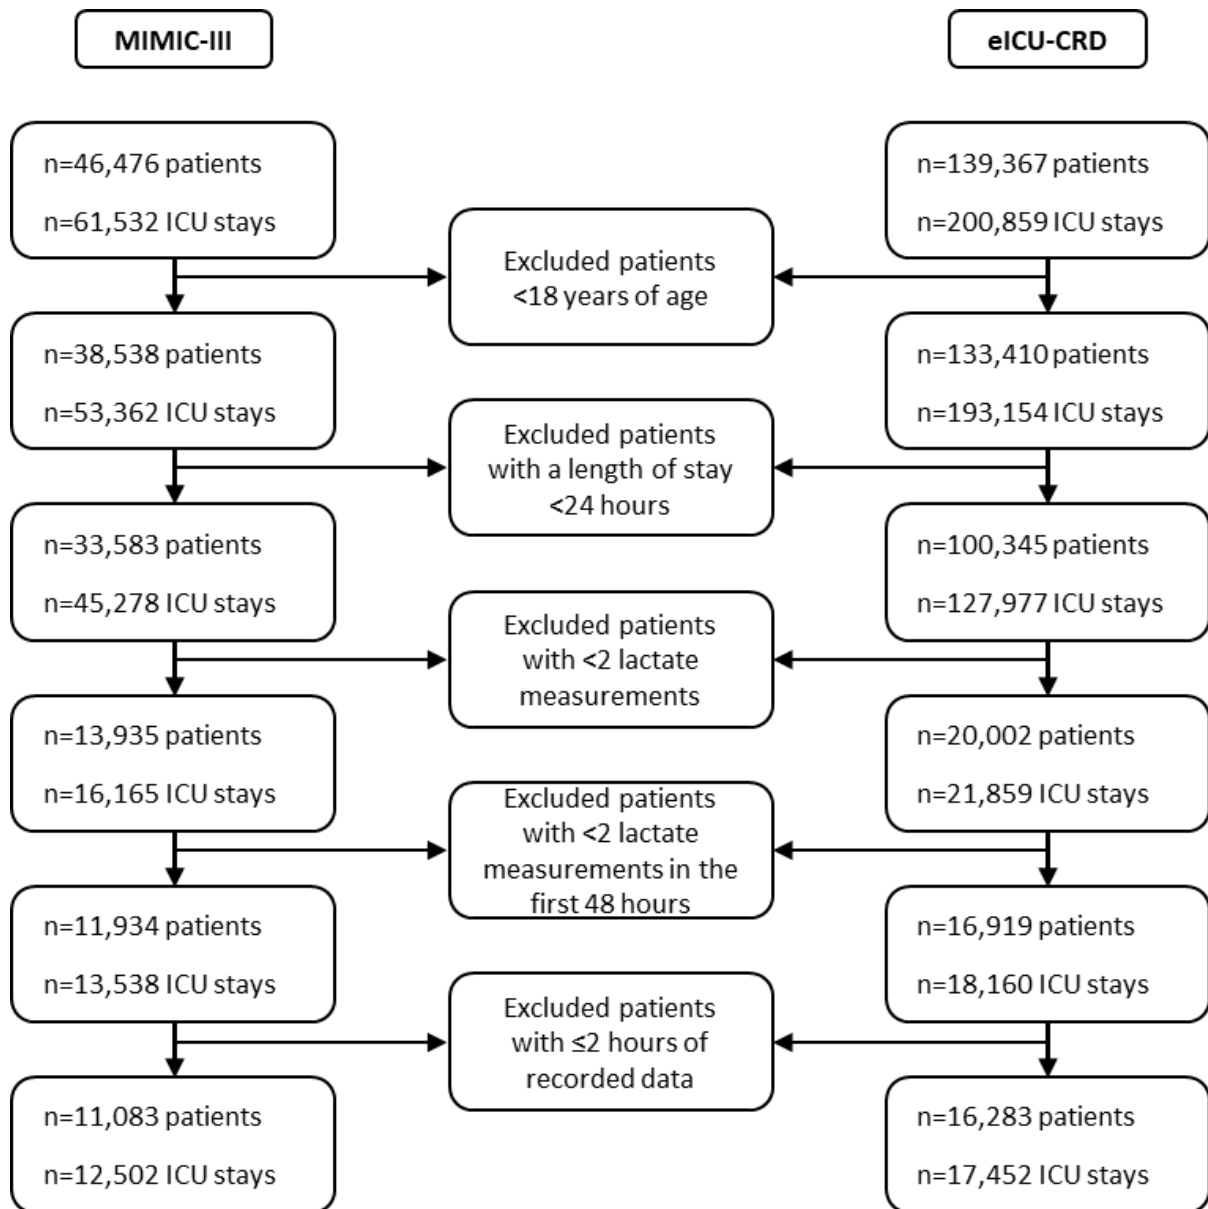 MIMIC-III
eICU-CRD
n=46,476 patients
n=61,532 ICU stays
n=139,367 patients
n=200,859 ICU stays
Excluded patients
<18 years of age
n=38,538 patients
n=53,362 ICU stays
n=133,410 patients
n=193,154 ICU stays
Excluded patients
with a length of stay
<24 hours
n=33,583 patients
n=45,278 ICU stays
n=100,345 patients
n=127,977 ICU stays
Excluded patients
with <2 lactate
measurements
n=13,935 patients
n=16,165 ICU stays
n=20,002 patients
n=21,859 ICU stays
Excluded patients
with <2 lactate
measurements in the
first 48 hours
n=11,934 patients
n=13,538 ICU stays
n=16,919 patients
n=18,160 ICU stays
Excluded patients
with ≤2 hours of
recorded data
n=11,083 patients
n=12,502 ICU stays
n=16,283 patients
n=17,452 ICU stays